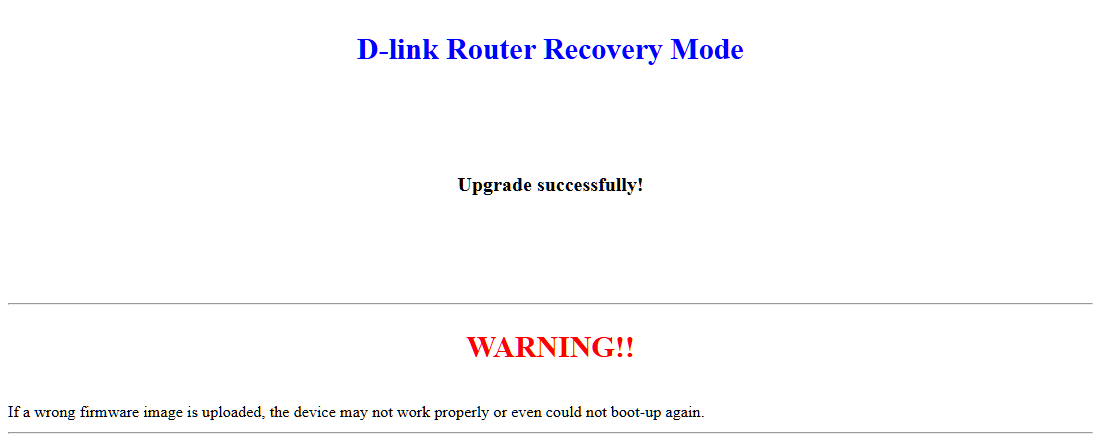 D-link Router Recovery Mode
Upgrade successfully!
WARNING!!
If a wrong firmware image is uploaded, the device may not work properly or even could not boot-up again.